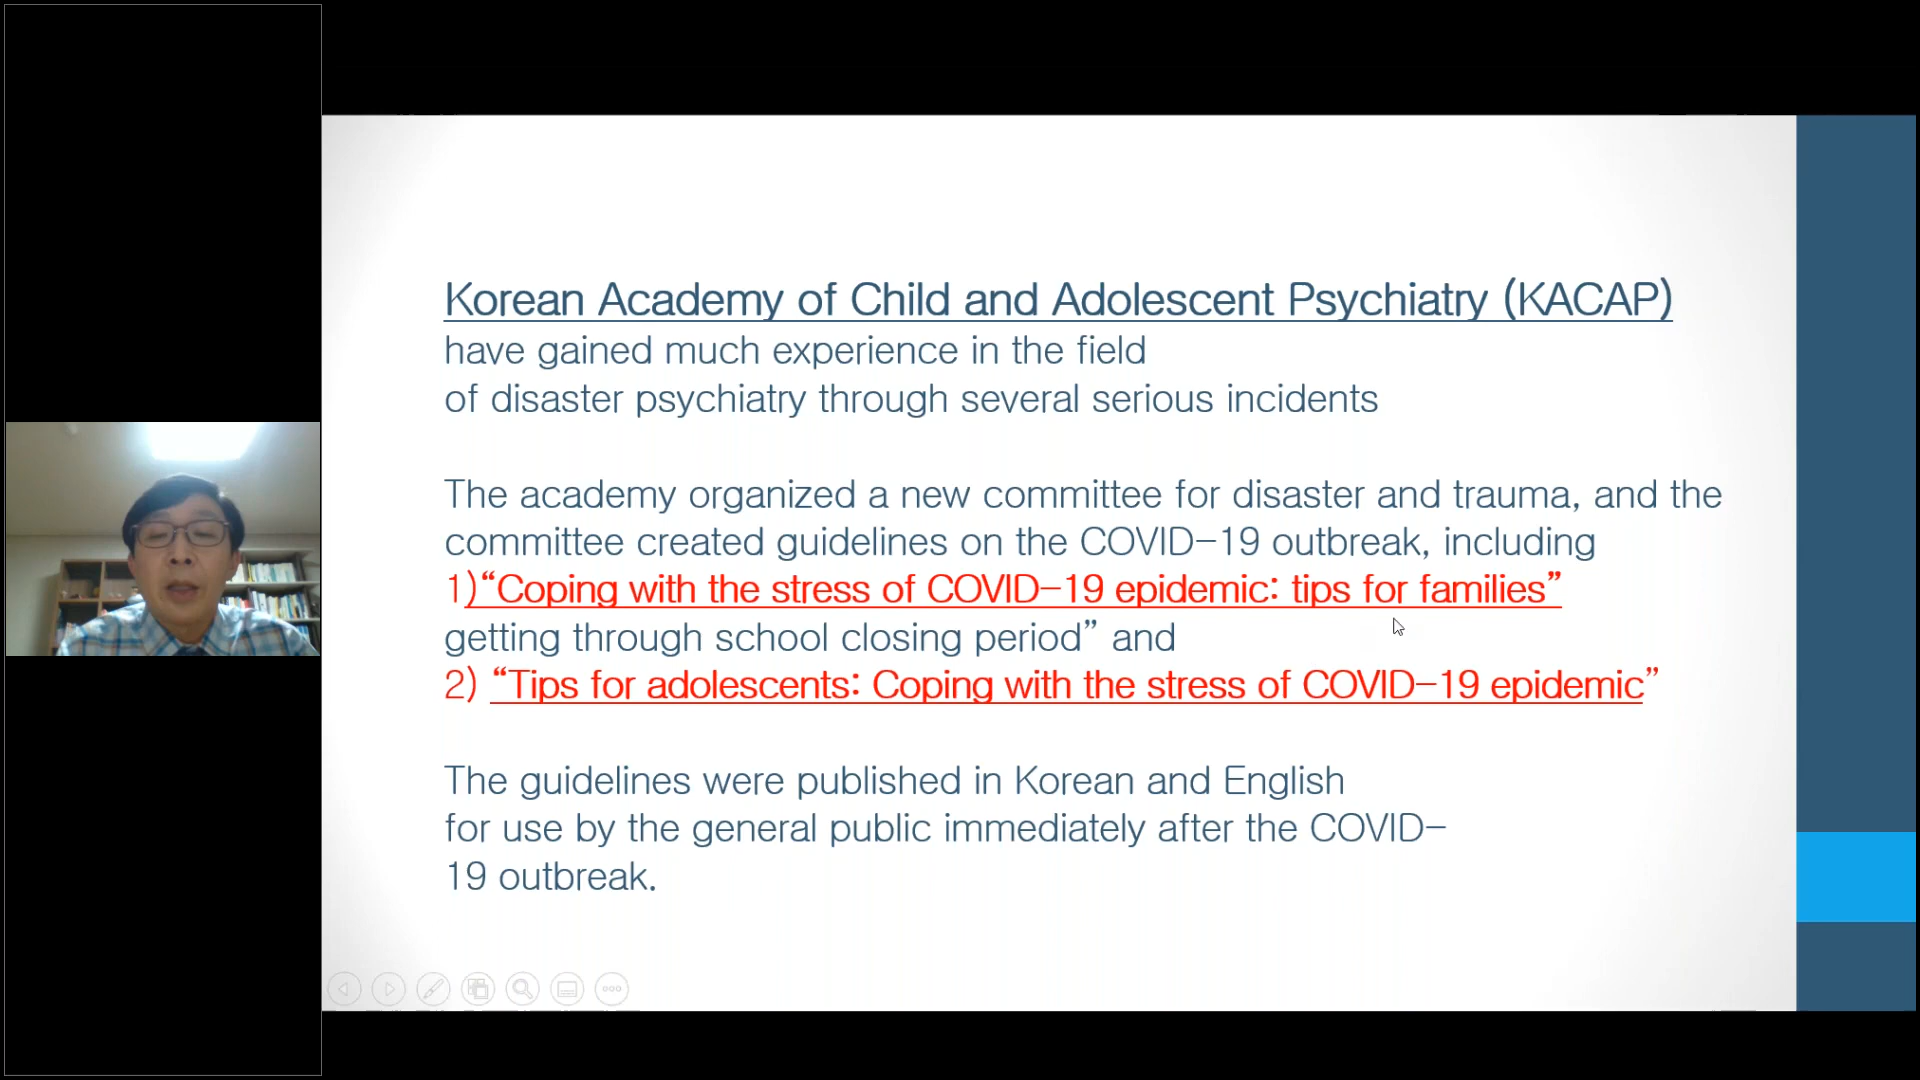 Korean Academy of Child and Adolescent Psychiatry (KACAP)
have gained much experience in the field
of disaster psychiatry through several serious incidents
The academy organized a new committee for disaster and trauma, and the
committee created guidelines on the COVID-19 outbreak, including
1)“Coping with the stress of COVID-19 epidemic: tips for families”
getting through school closing period” and
2) “Tips for adolescents: Coping with the stress of COVID-19 epidemic”
The guidelines were published in Korean and English
for use by the general public immediately after the COVID-
19 outbreak.